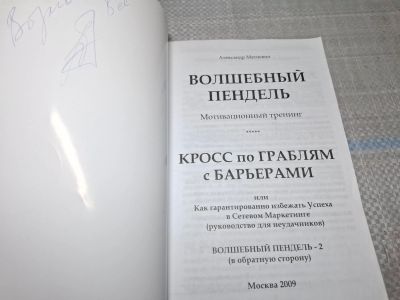 Александр
ВОЛШЕБНЫЙ
ПЕНДЕЛЬ
Мотивационный тренинг
*****
КРОСС по ГРАБЛЯМ
с БАРЬЕРАМИ
или
Как гарантированно избежать Успеха
в Сетевом Маркетинге
(руководство для неудачников)
ВОЛШЕБНЫЙ ПЕНДЕЛЬ - 2
(в обратную сторону)
Москва 2009